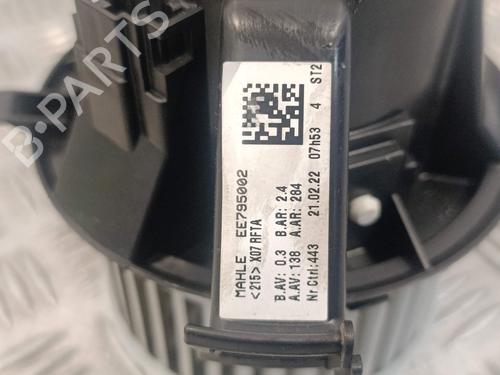 B-PARTS
MAHLE EE795002
<215> X07 RFTA
B.AV: 0.3 B.AR: 2.4
A.AV: 138 A.AR: 284
Nr Ctrl:443 21.02.22 07h53 4 ST2